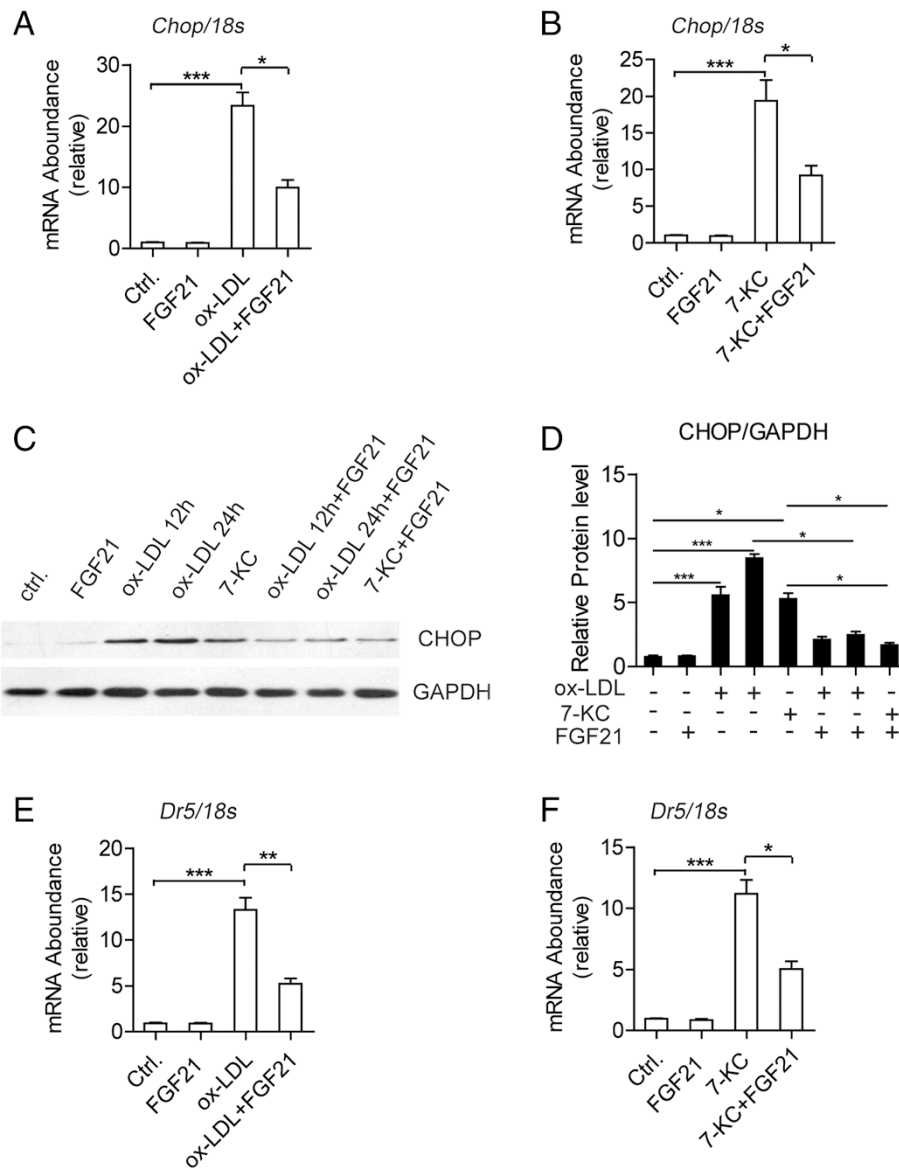 A
Chop/18s
mRNA Aboundance
(relative)
30
20
10
0
***
*
Ctrl.
FGF21
ox-LDL
ox-LDL+FGF21
B
Chop/18s
mRNA Aboundance
(relative)
25
20
15
10
5
0
***
*
Ctrl.
FGF21
7-KC
7-KC+FGF21
C
ctrl.
FGF21
ox-LDL 12h
ox-LDL 24h
7-KC
ox-LDL 12h+FGF21
ox-LDL 24h+FGF21
7-KC+FGF21
CHOP
GAPDH
D
CHOP/GAPDH
Relative Protein level
15
10
5
0
*
*
***
*
***
*
ox-LDL - - + + - + + -
7-KC - - - - + - - +
FGF21 - + - - - + + +
E
Dr5/18s
mRNA Aboundance
(relative)
20
15
10
5
0
***
**
Ctrl.
FGF21
ox-LDL
ox-LDL+FGF21
F
Dr5/18s
mRNA Aboundance
(relative)
15
10
5
0
***
*
Ctrl.
FGF21
7-KC
7-KC+FGF21